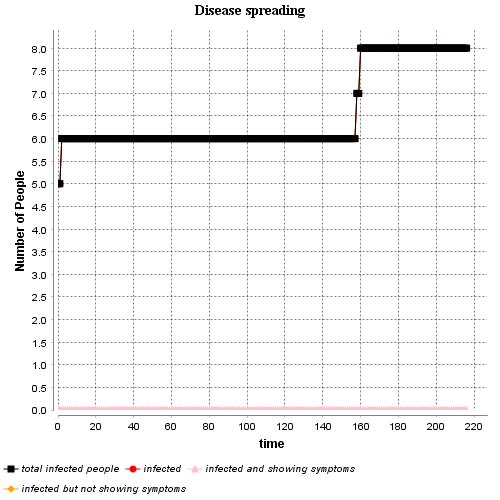 Disease spreading
8.0
7.5
7.0
6.5
6.0
5.5
5.0
4.5
4.0
3.5
3.0
2.5
2.0
1.5
1.0
0.5
0.0
Number of People
0 20 40 60 80 100 120 140 160 180 200 220
time
total infected people infected infected and showing symptoms
infected but not showing symptoms